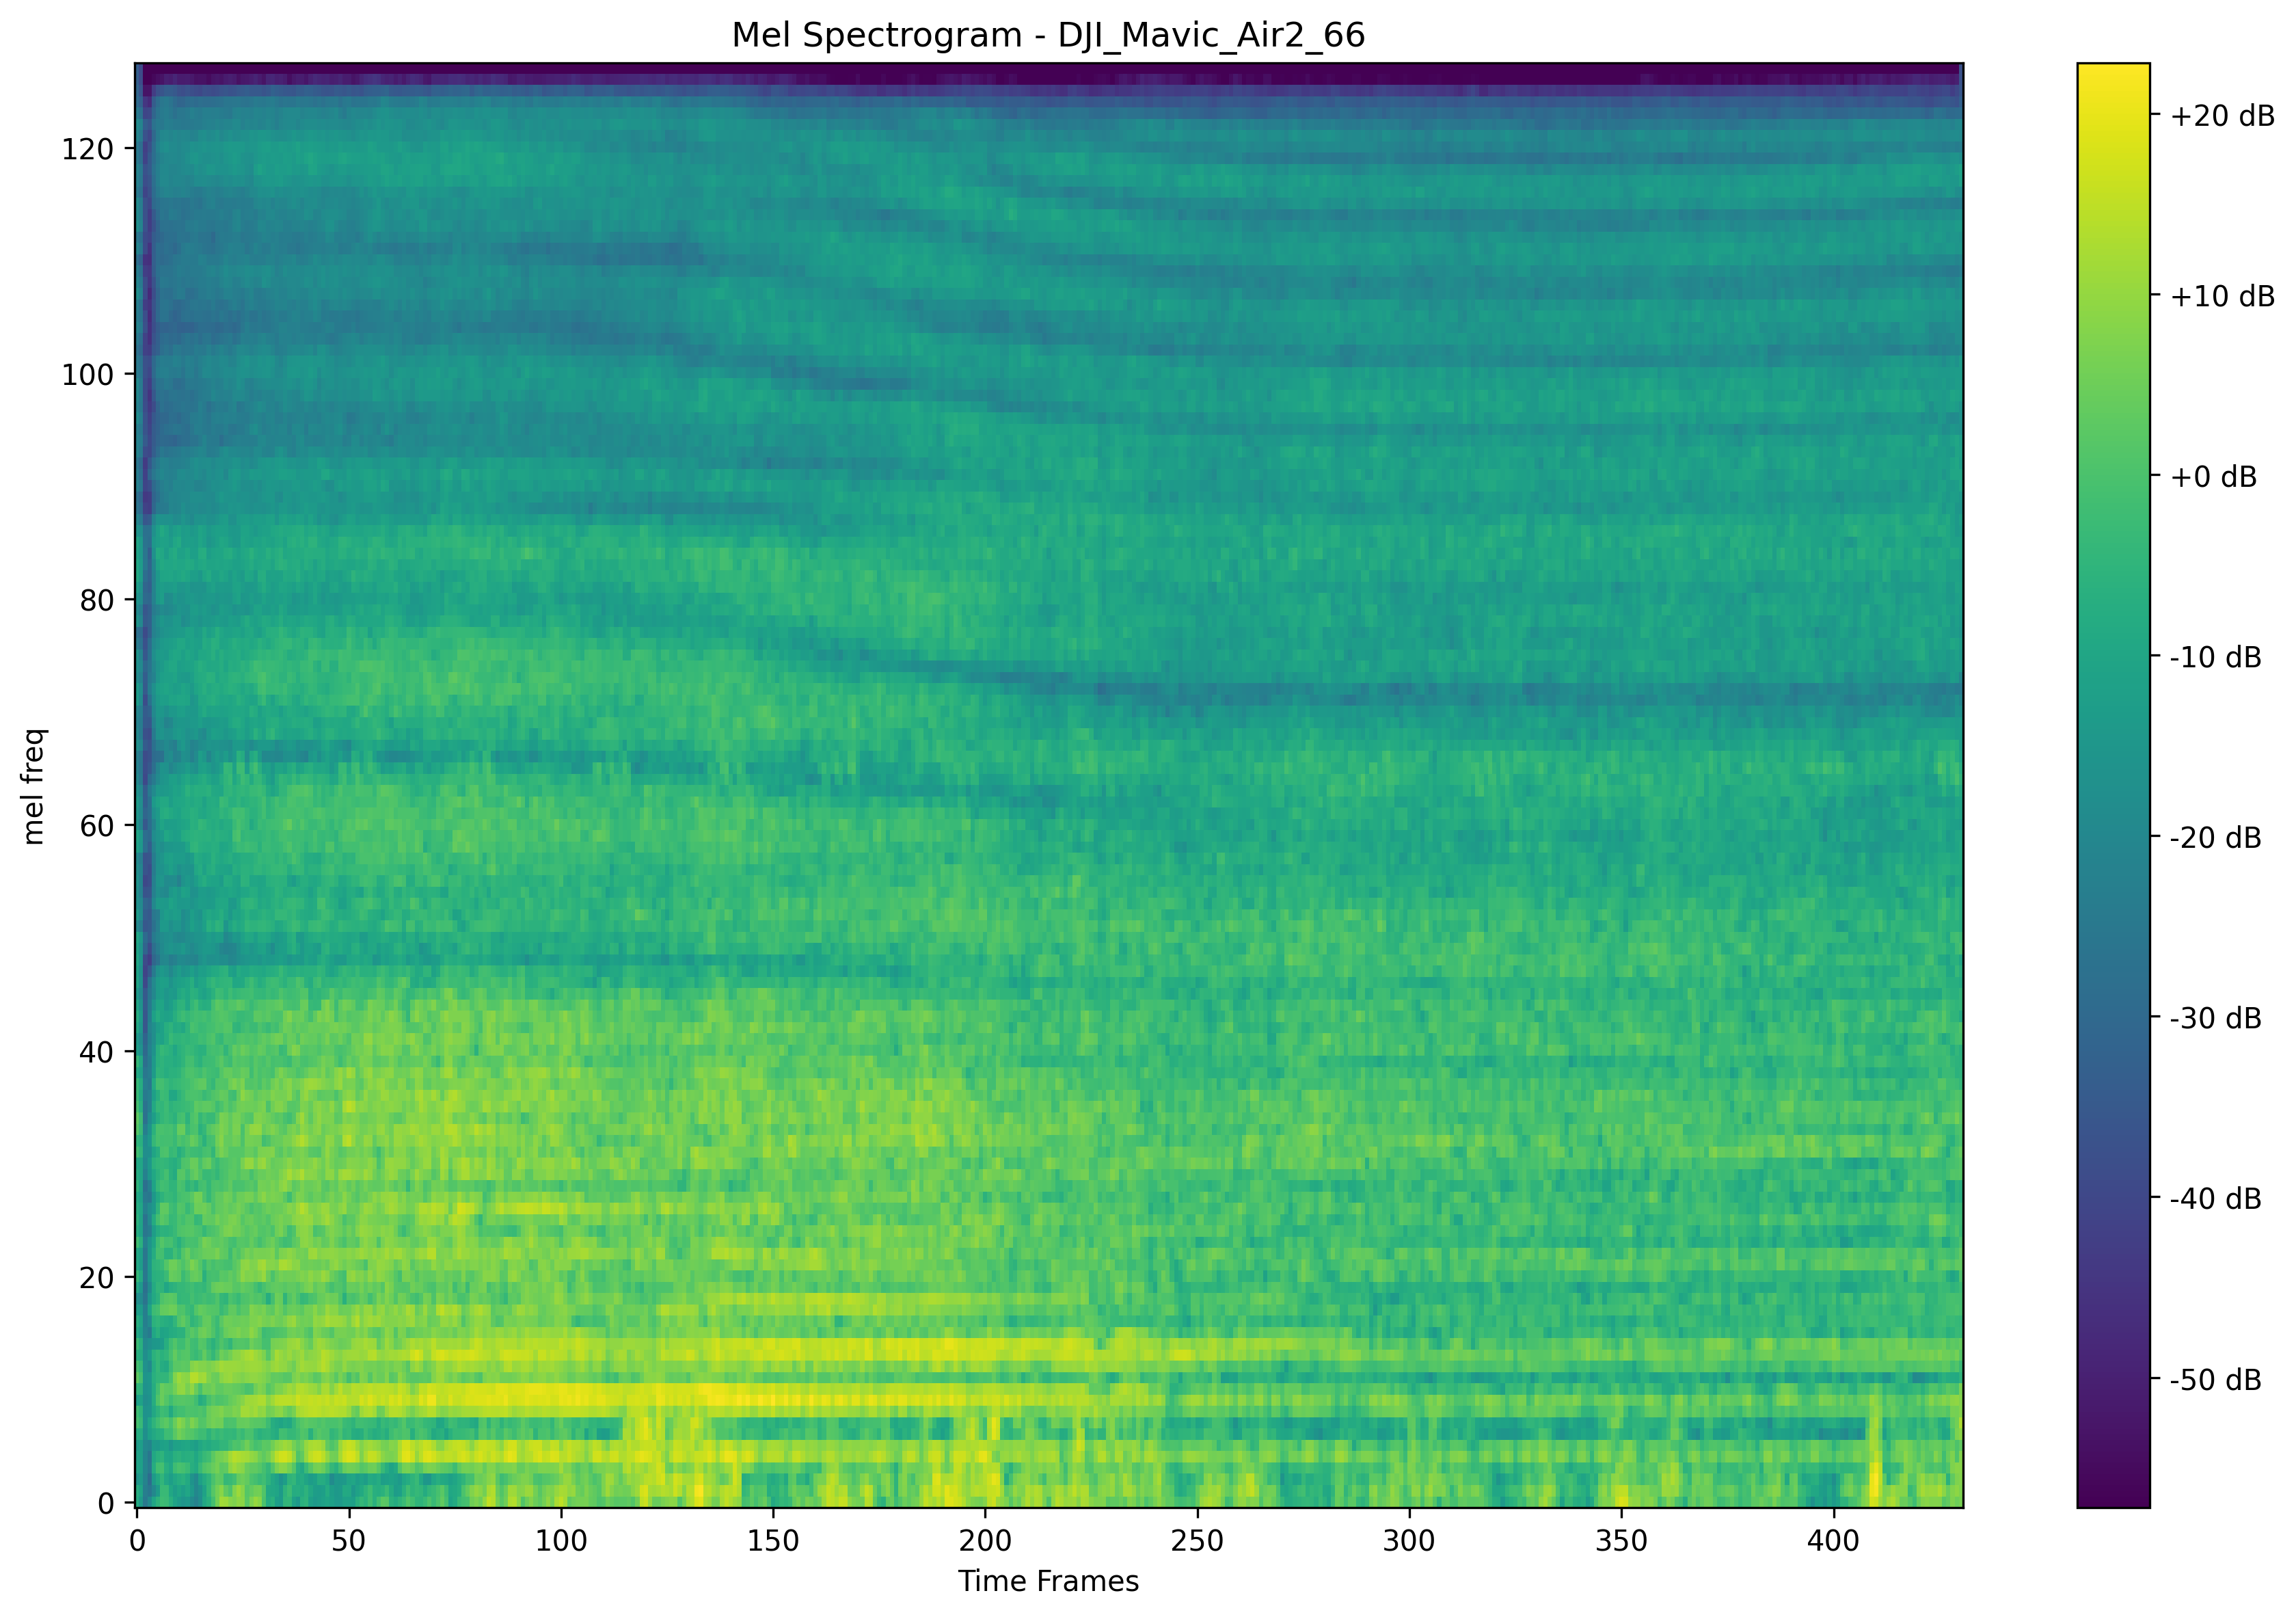 Mel Spectrogram - DJI_Mavic_Air2_66
120
100
80
60
40
20
0
mel freq
0 50 100 150 200 250 300 350 400
Time Frames
+20 dB
+10 dB
+0 dB
-10 dB
-20 dB
-30 dB
-40 dB
-50 dB